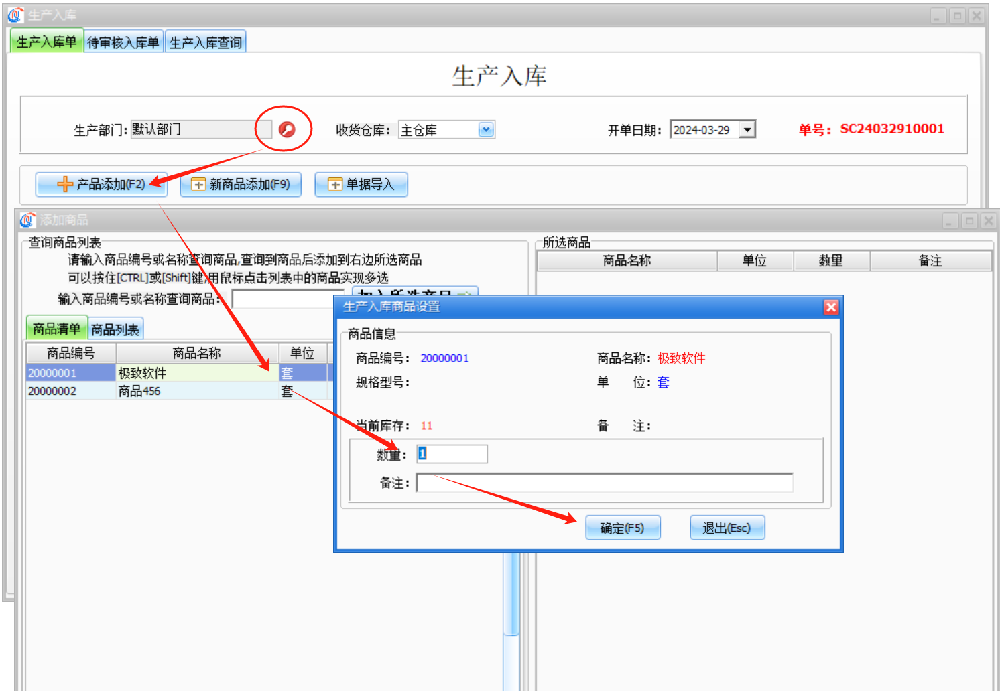 生产入库
生产入库单 待审核入库单 生产入库查询
生产入库
生产部门: 默认部门 收货仓库: 主仓库 开单日期: 2024-03-29 单号: SC24032910001
产品添加(F2) 新商品添加(F9) 单据导入
添加商品
查询商品列表 所选商品
请输入商品编号或名称查询商品,查询到商品后添加到右边所选商品
商品名称 单位 数量 备注
可以按住[CTRL]或[Shift]键,用鼠标点击列表中的商品实现多选
输入商品编号或名称查询商品:
商品清单 商品列表
商品编号 商品名称 单位
20000001 极致软件 套
20000002 商品456 套
生产入库商品设置
商品信息
商品编号: 20000001 商品名称: 极致软件
规格型号: 单 位: 套
当前库存: 11 备 注:
数量: 1
备注:
确定(F5) 退出(Esc)